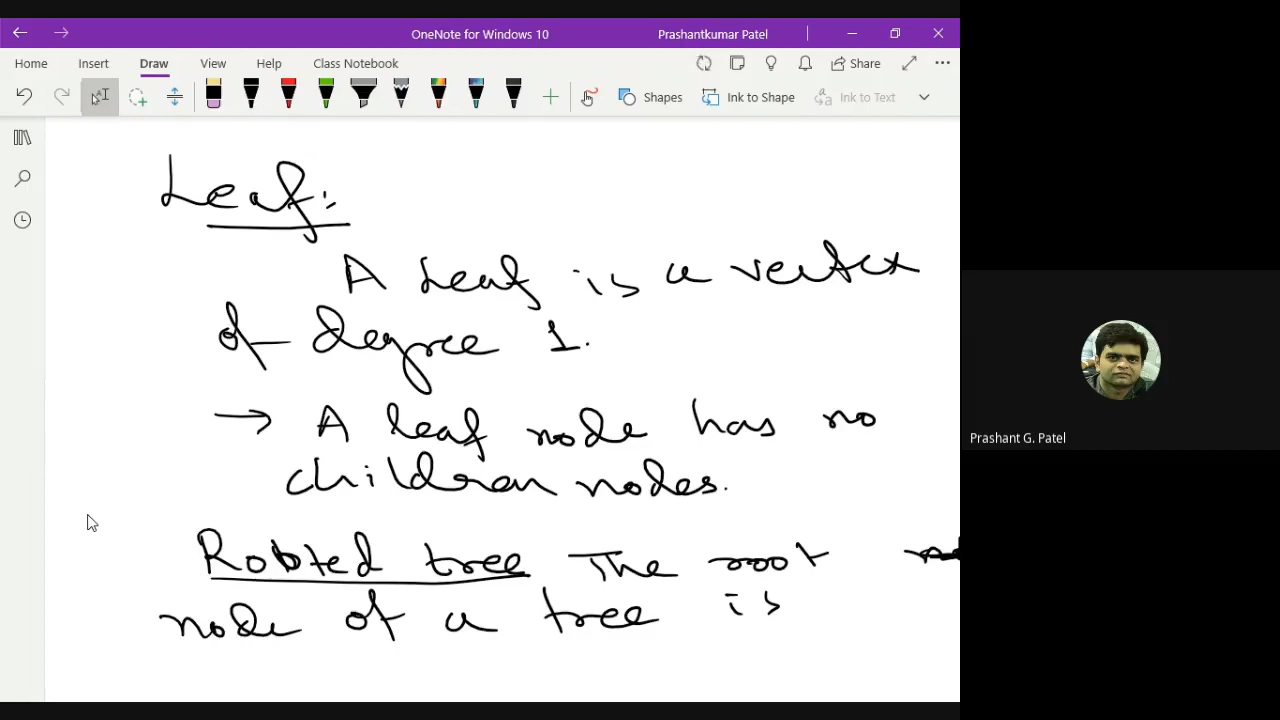 OneNote for Windows 10
Prashantkumar Patel
Home Insert Draw View Help Class Notebook
Share
Shapes Ink to Shape Ink to Text
Leaf:
A Leaf is a vertex
of degree 1.
→ A leaf node has no
children nodes.
Rooted tree The root
node of a tree is
Prashant G. Patel